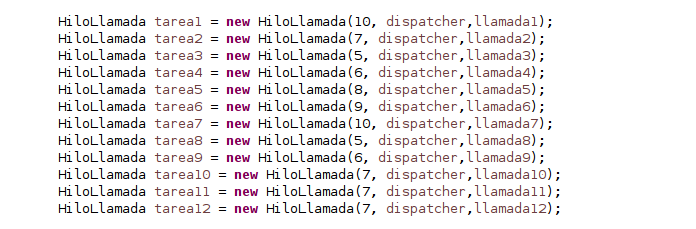 HiloLlamada tarea1 = new HiloLlamada(10, dispatcher,llamada1);
HiloLlamada tarea2 = new HiloLlamada(7, dispatcher,llamada2);
HiloLlamada tarea3 = new HiloLlamada(5, dispatcher,llamada3);
HiloLlamada tarea4 = new HiloLlamada(6, dispatcher,llamada4);
HiloLlamada tarea5 = new HiloLlamada(8, dispatcher,llamada5);
HiloLlamada tarea6 = new HiloLlamada(9, dispatcher,llamada6);
HiloLlamada tarea7 = new HiloLlamada(10, dispatcher,llamada7);
HiloLlamada tarea8 = new HiloLlamada(5, dispatcher,llamada8);
HiloLlamada tarea9 = new HiloLlamada(6, dispatcher,llamada9);
HiloLlamada tarea10 = new HiloLlamada(7, dispatcher,llamada10);
HiloLlamada tarea11 = new HiloLlamada(7, dispatcher,llamada11);
HiloLlamada tarea12 = new HiloLlamada(7, dispatcher,llamada12);